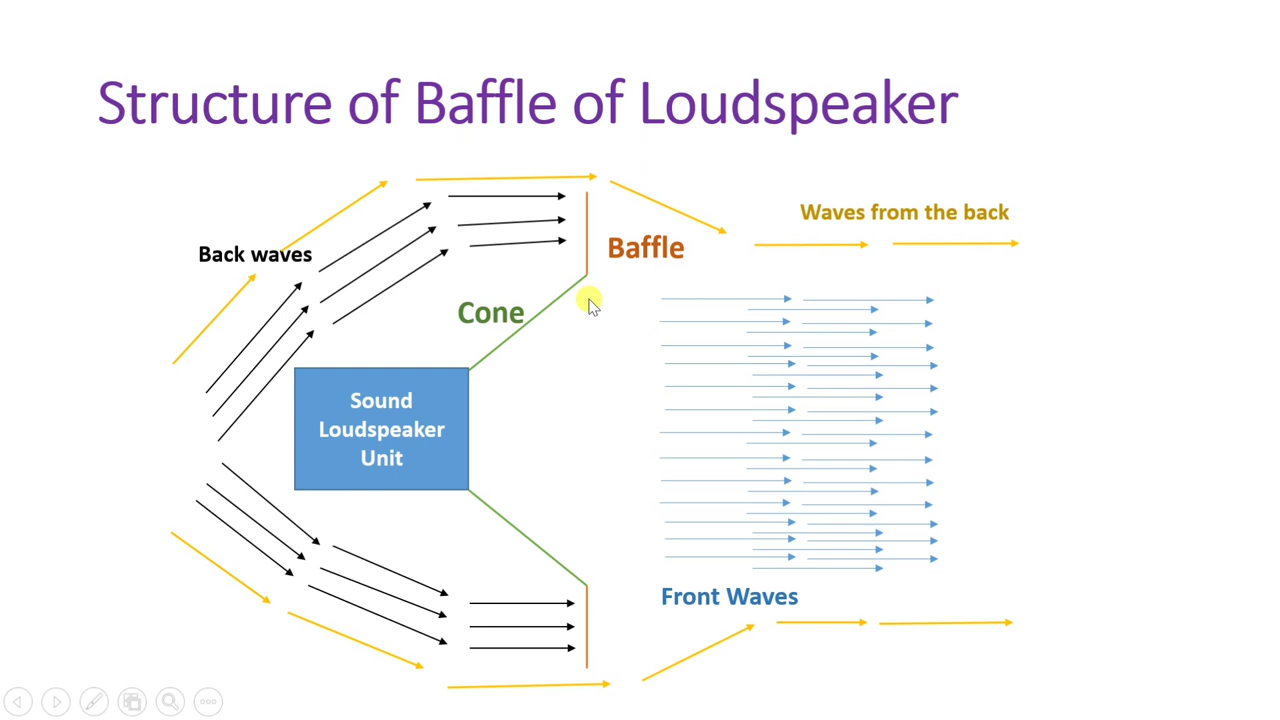 Structure of Baffle of Loudspeaker
Waves from the back
Back waves
Baffle
Cone
Sound
Loudspeaker
Unit
Front Waves